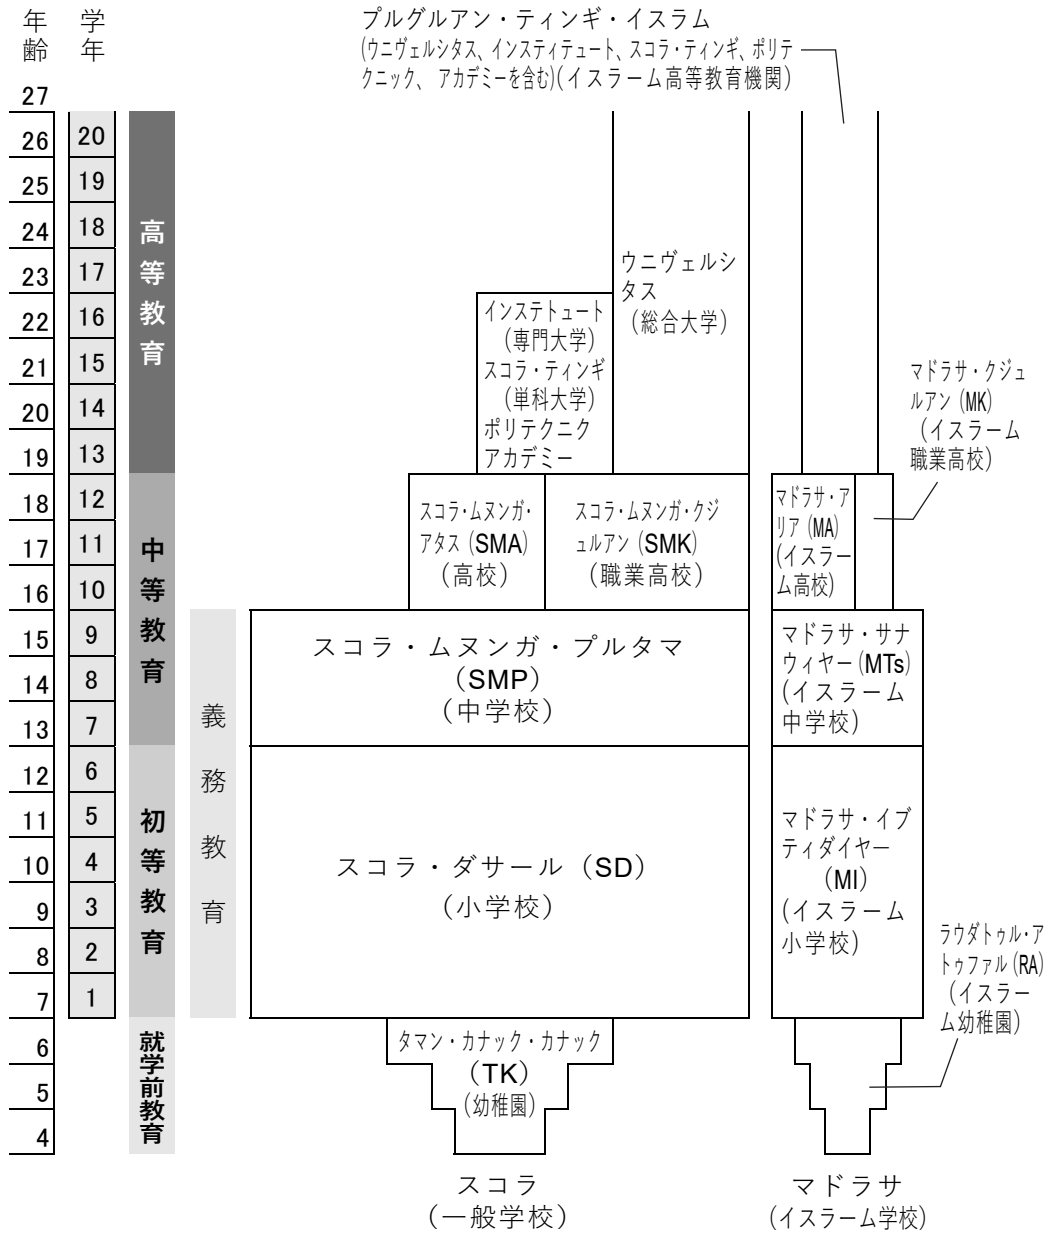 年齢
学年
プルグルアン・ティンギ・イスラム
(ウニヴェルシタス、インスティテュート、スコラ・ティンギ、ポリテ
クニック、アカデミーを含む)(イスラーム高等教育機関)
27
26
25
24
23
22
21
20
19
18
17
16
15
14
13
12
11
10
9
8
7
6
5
4
20
19
18
17
16
15
14
13
12
11
10
9
8
7
6
5
4
3
2
1
高等教育
中等教育
初等教育
就学前教育
義務教育
ウニヴェルシ
タス
(総合大学)
インステトュート
(専門大学)
スコラ・ティンギ
(単科大学)
ポリテクニク
アカデミー
マドラサ・クジュ
ルアン(MK)
(イスラーム
職業高校)
スコラ・ムヌンガ・
アタス(SMA)
(高校)
スコラ・ムヌンガ・クジ
ュルアン(SMK)
(職業高校)
マドラサ・ア
リア(MA)
(イスラー
ム高校)
スコラ・ムヌンガ・プルタマ
(SMP)
(中学校)
マドラサ・サナ
ウィヤー(MTs)
(イスラーム
中学校)
スコラ・ダサール(SD)
(小学校)
マドラサ・イブ
ティダイヤー
(MI)
(イスラーム
小学校)
ラウダトゥル・ア
トゥファル(RA)
(イスラー
ム幼稚園)
タマン・カナック・カナック
(TK)
(幼稚園)
スコラ
(一般学校)
マドラサ
(イスラーム学校)